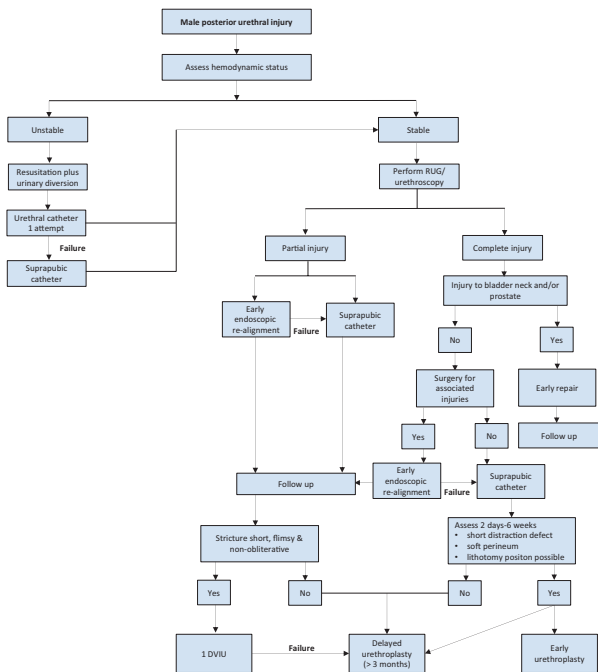 Male posterior urethral injury
Assess hemodynamic status
Unstable
Stable
Resusitation plus
urinary diversion
Perform RUG/
urethroscopy
Urethral catheter
1 attempt
Failure
Suprapubic
catheter
Partial injury
Complete injury
Injury to bladder neck and/or
prostate
Early
endoscopic
re-alignment
Failure
Suprapubic
catheter
No
Yes
Surgery for
associated
injuries
Early repair
Yes
No
Follow up
Follow up
Early
endoscopic
re-alignment
Failure
Suprapubic
catheter
Stricture short, flimsy &
non-obliterative
Assess 2 days-6 weeks
• short distraction defect
• soft perineum
• lithotomy positon possible
Yes
No
No
Yes
1 DVIU
Failure
Delayed
urethroplasty
(> 3 months)
Early
urethroplasty